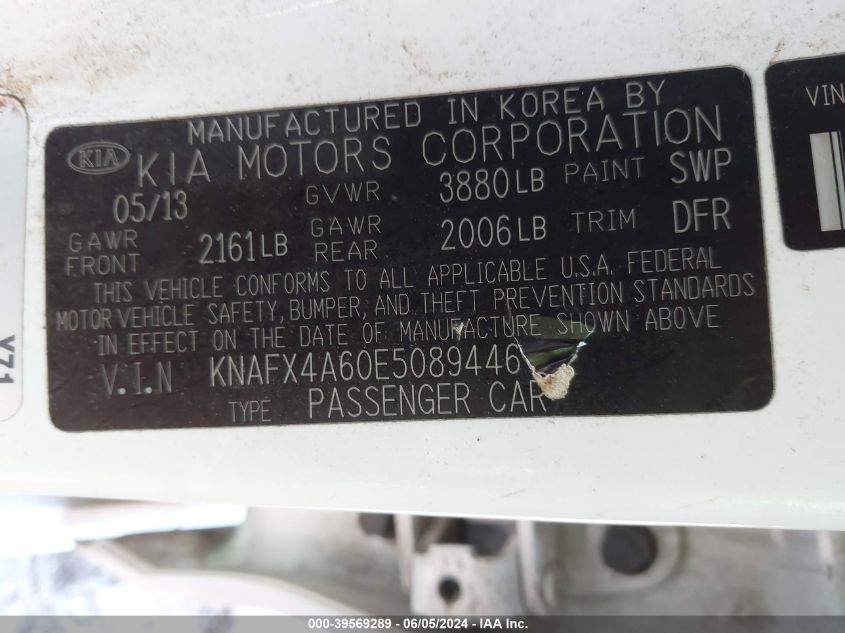 MANUFACTURED IN KOREA BY
KIA KIA MOTORS CORPORATION
05/13 GVWR 3880LB PAINT SWP
GAWR FRONT 2161LB GAWR REAR 2006LB TRIM DFR
THIS VEHICLE CONFORMS TO ALL APPLICABLE U.S.A. FEDERAL
MOTOR VEHICLE SAFETY, BUMPER, AND THEFT PREVENTION STANDARDS
IN EFFECT ON THE DATE OF MANUFACTURE SHOWN ABOVE
V.I.N KNAFX4A60E5089446
TYPE PASSENGER CAR
VIN
YZ1
000-39569289 - 06/05/2024 - IAA Inc.